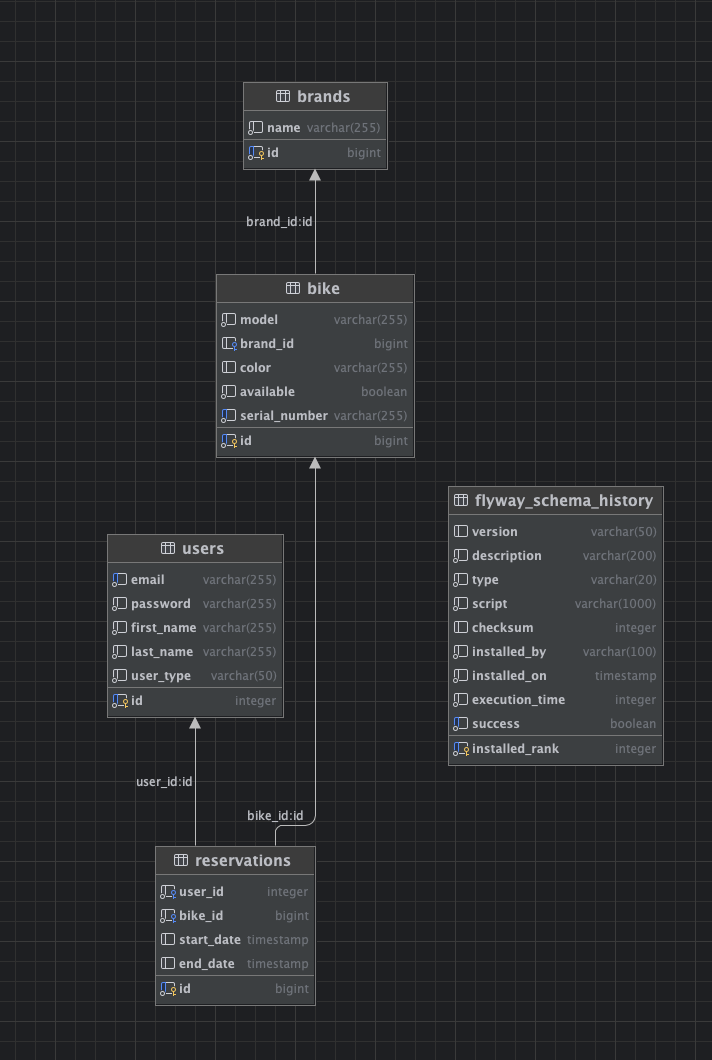 brands
name varchar(255)
id bigint
brand_id:id
bike
model varchar(255)
brand_id bigint
color varchar(255)
available boolean
serial_number varchar(255)
id bigint
flyway_schema_history
version varchar(50)
description varchar(200)
type varchar(20)
script varchar(1000)
checksum integer
installed_by varchar(100)
installed_on timestamp
execution_time integer
success boolean
installed_rank integer
users
email varchar(255)
password varchar(255)
first_name varchar(255)
last_name varchar(255)
user_type varchar(50)
id integer
user_id:id
bike_id:id
reservations
user_id integer
bike_id bigint
start_date timestamp
end_date timestamp
id bigint